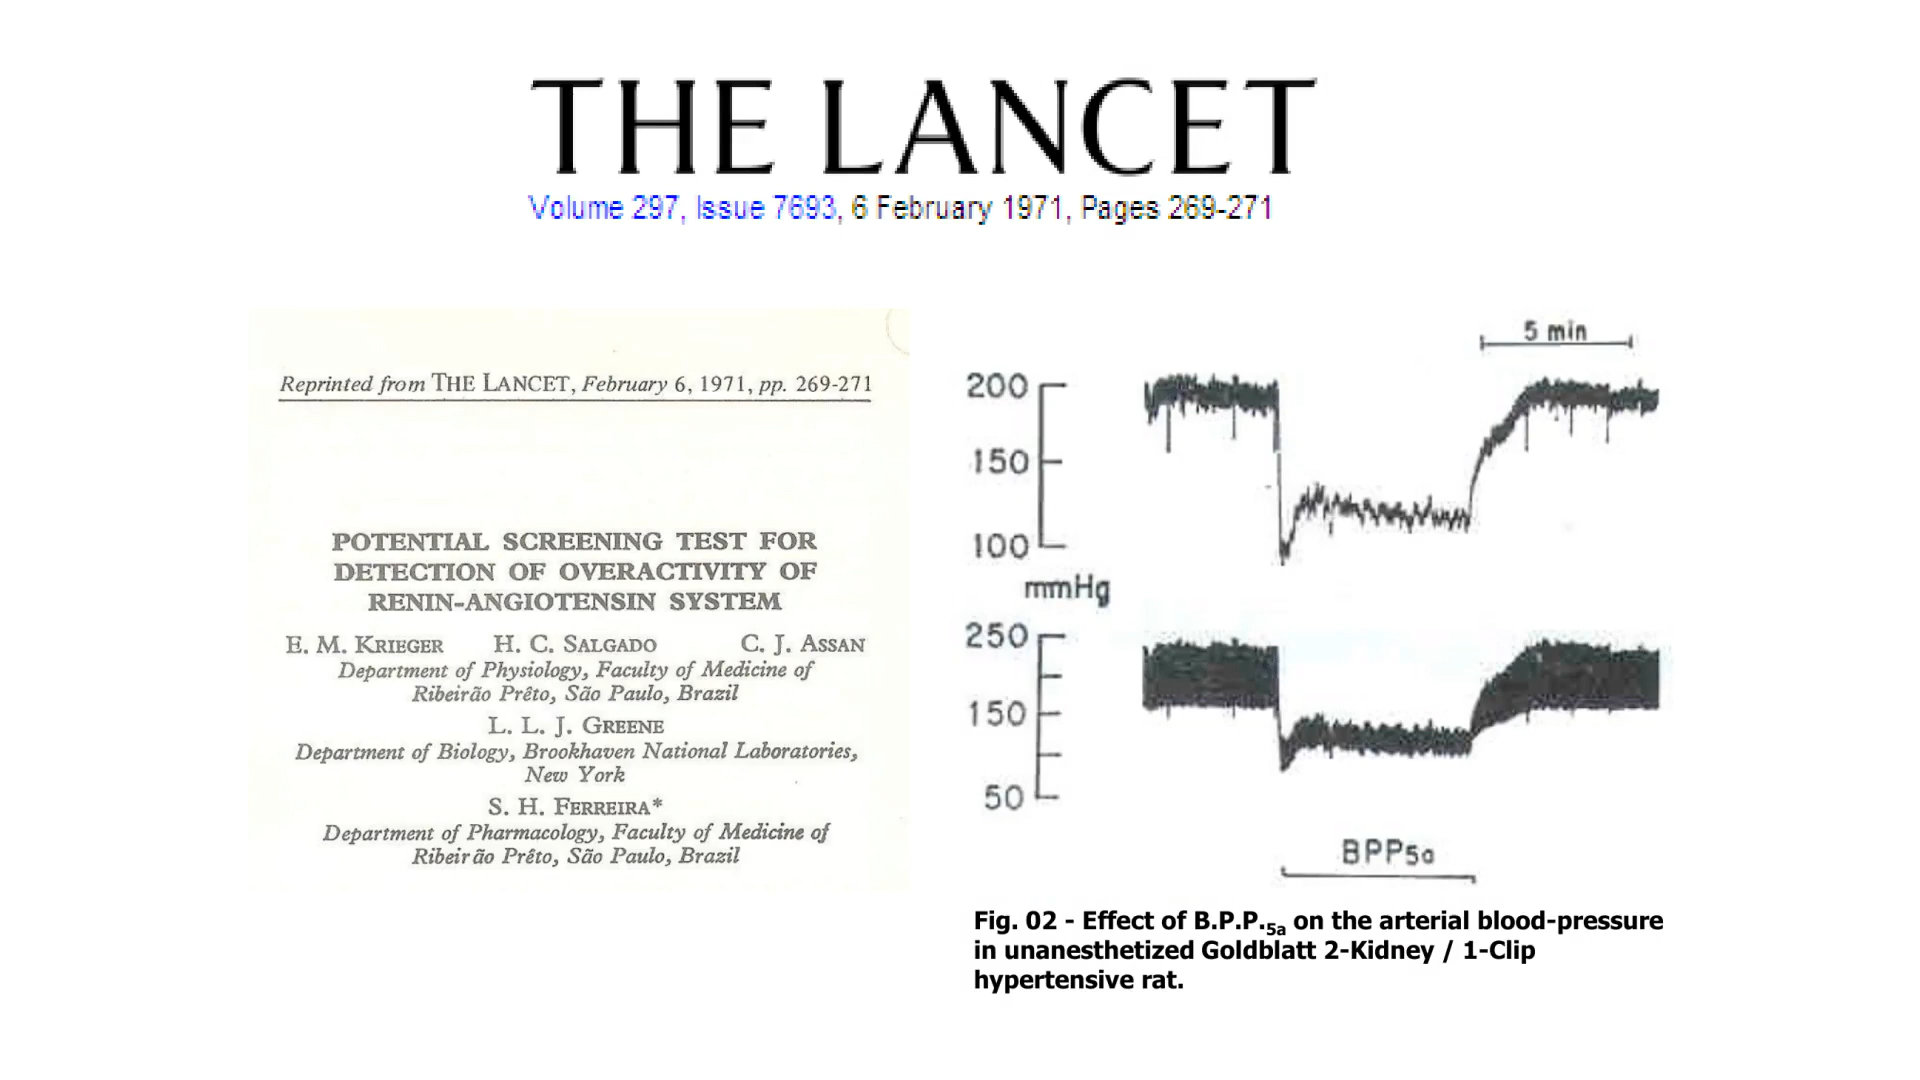 THE LANCET
Volume 297, Issue 7693, 6 February 1971, Pages 269-271
Reprinted from THE LANCET, February 6, 1971, pp. 269-271
POTENTIAL SCREENING TEST FOR
DETECTION OF OVERACTIVITY OF
RENIN-ANGIOTENSIN SYSTEM
E. M. KRIEGER H. C. SALGADO C. J. ASSAN
Department of Physiology, Faculty of Medicine of
Ribeirão Prêto, São Paulo, Brazil
L. L. J. GREENE
Department of Biology, Brookhaven National Laboratories,
New York
S. H. FERREIRA*
Department of Pharmacology, Faculty of Medicine of
Ribeirão Prêto, São Paulo, Brazil
5 min
200
150
100
mmHg
250
150
50
BPP5a
Fig. 02 - Effect of B.P.P.5a on the arterial blood-pressure
in unanesthetized Goldblatt 2-Kidney / 1-Clip
hypertensive rat.